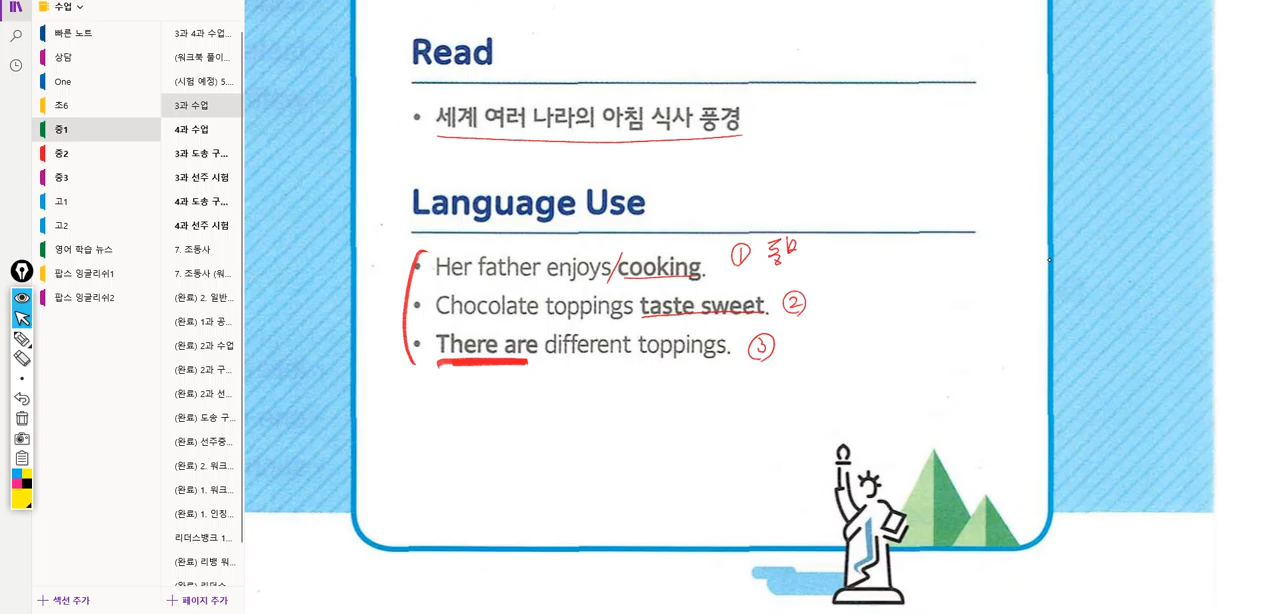 수업
빠른 노트
상담
One
초6
중1
중2
중3
고1
고2
영어 학습 뉴스
팝스 잉글리쉬1
팝스 잉글리쉬2
섹션 추가
3과 4과 수업...
(워크북 풀이...
(시험 예정) 5....
3과 수업
4과 수업
3과 도송 구...
3과 선주 시험
4과 도송 구...
4과 선주 시험
7. 조동사
7. 조동사 (워...
(완료) 2. 일반...
(완료) 1과 공...
(완료) 2과 수업
(완료) 2과 구...
(완료) 2과 선...
(완료) 도송 구...
(완료) 선주중...
(완료) 2. 워크...
(완료) 1. 워크...
(완료) 1. 인칭...
리더스뱅크 1...
(완료) 리뱅 워...
(완료) 리더스
페이지 추가
Read
• 세계 여러 나라의 아침 식사 풍경
Language Use
• Her father enjoys/cooking. ①
• Chocolate toppings taste sweet. ②
• There are different toppings. ③